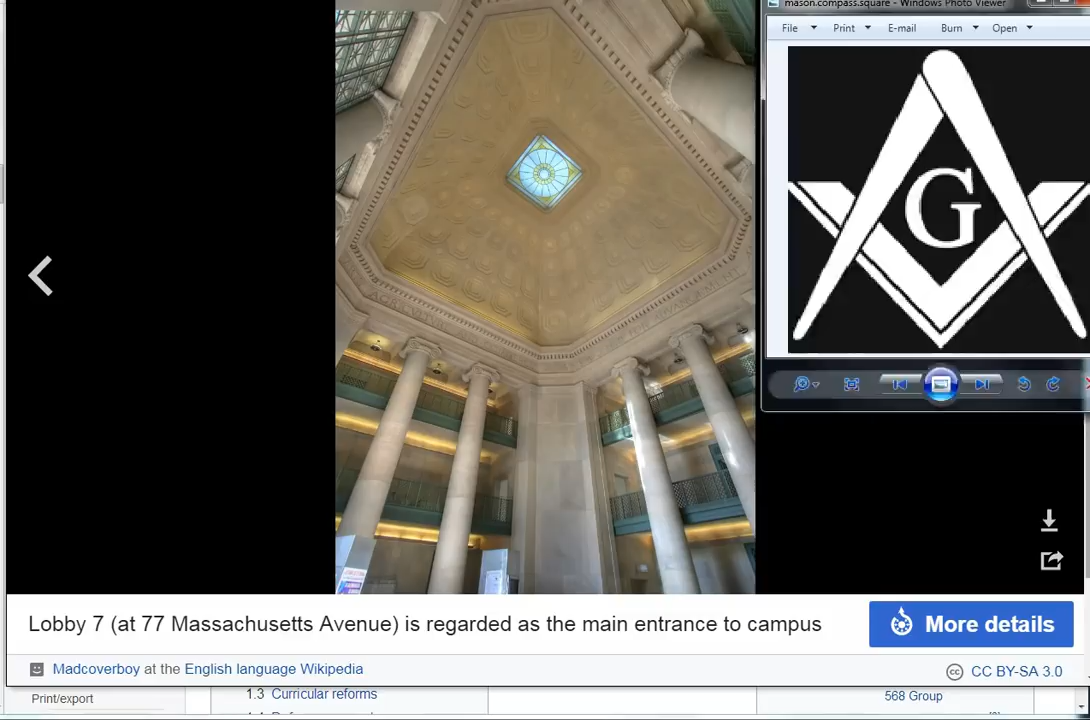 mason.compass.square - Windows Photo Viewer
File Print E-mail Burn Open
G
AGRICULTURE
Lobby 7 (at 77 Massachusetts Avenue) is regarded as the main entrance to campus
More details
Madcoverboy at the English language Wikipedia
cc CC BY-SA 3.0
Print/export
1.3 Curricular reforms
568 Group